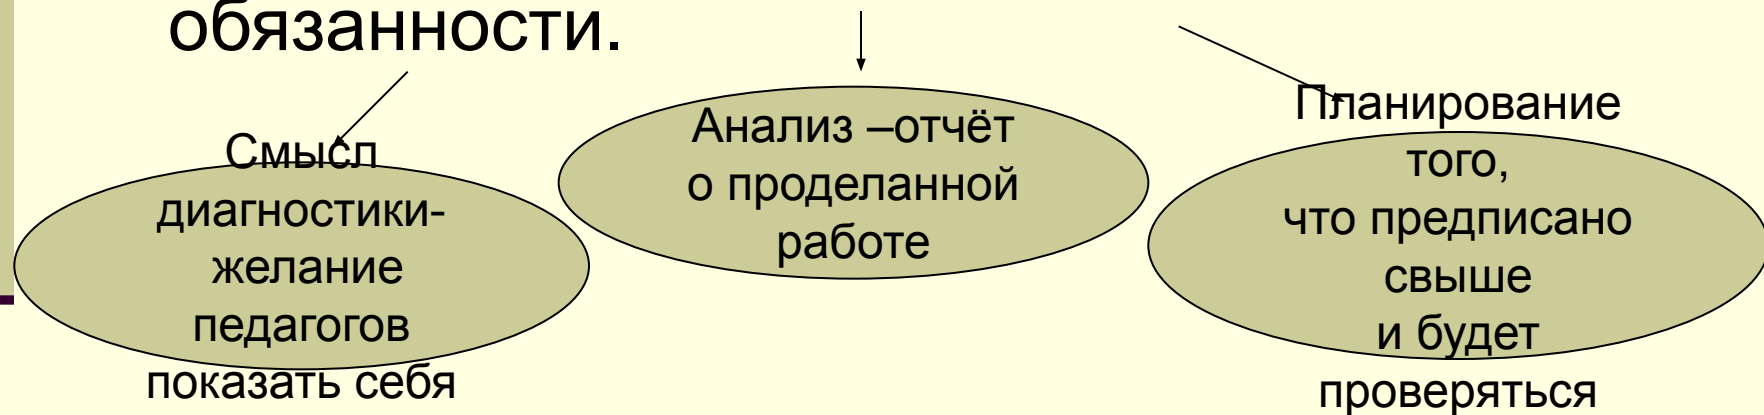 обязанности.
Смысл
диагностики-
желание
педагогов
показать себя
Анализ –отчёт
о проделанной
работе
Планирование
того,
что предписано
свыше
и будет
проверяться